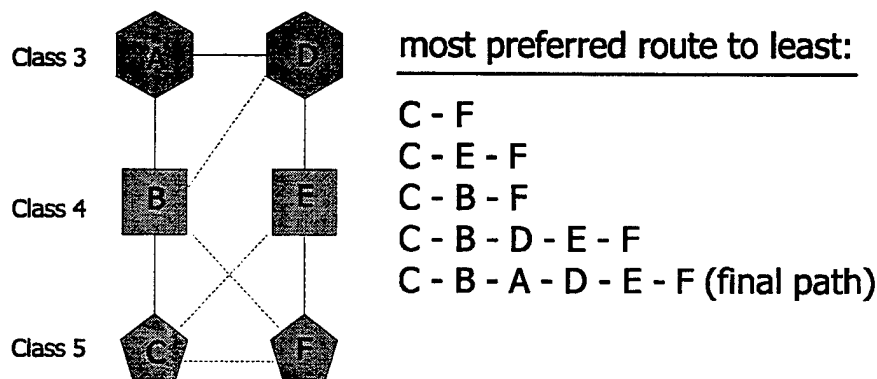 Class 3
A
D
most preferred route to least:
C - F
C - E - F
C - B - F
C - B - D - E - F
C - B - A - D - E - F (final path)
Class 4
B
E
Class 5
C
F